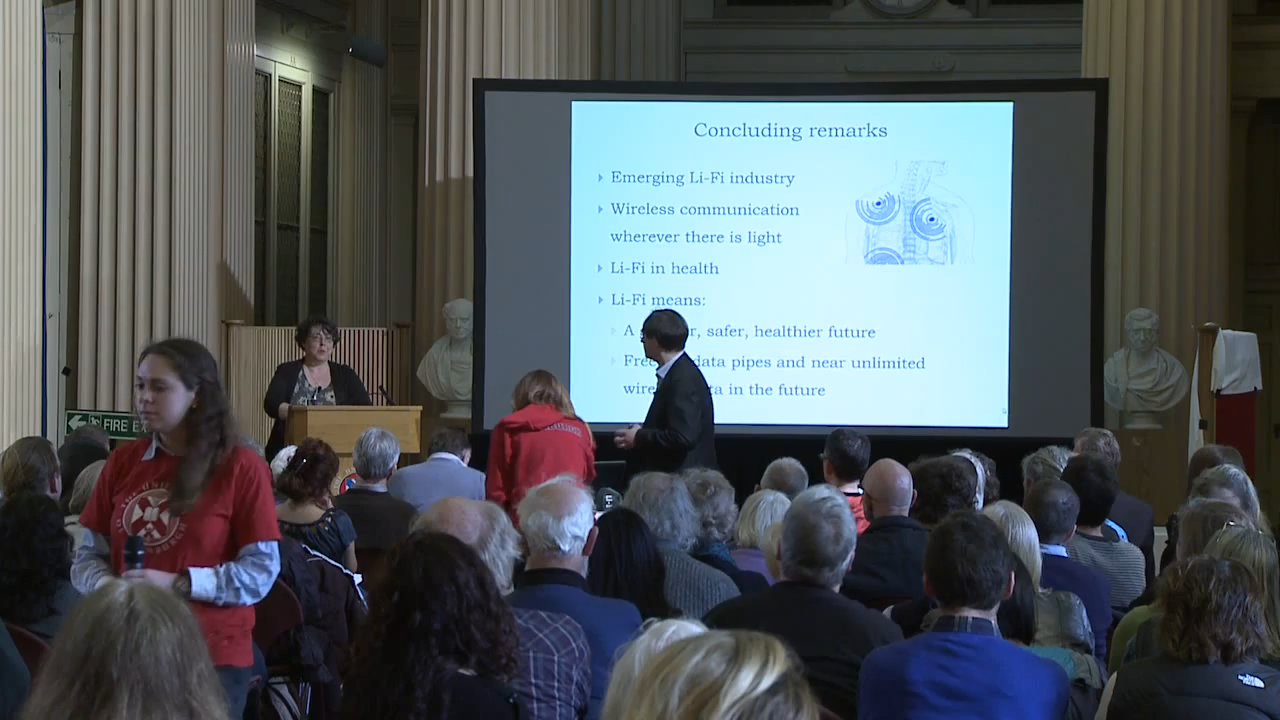 Concluding remarks
Emerging Li-Fi industry
Wireless communication
wherever there is light
Li-Fi in health
Li-Fi means:
A r, safer, healthier future
Fre data pipes and near unlimited
wire a in the future
FIRE EX